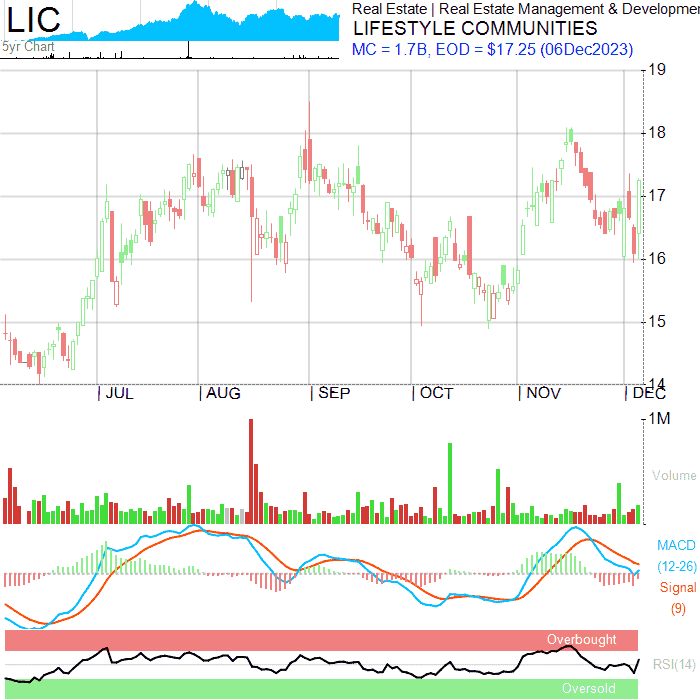 LIC
5yr Chart
Real Estate | Real Estate Management & Developmen
LIFESTYLE COMMUNITIES
MC = 1.7B, EOD = $17.25 (06Dec2023)
19
18
17
16
15
14
JUL AUG SEP OCT NOV DEC
1M
Volume
MACD
(12-26)
Signal
(9)
Overbought
RSI(14)
Oversold